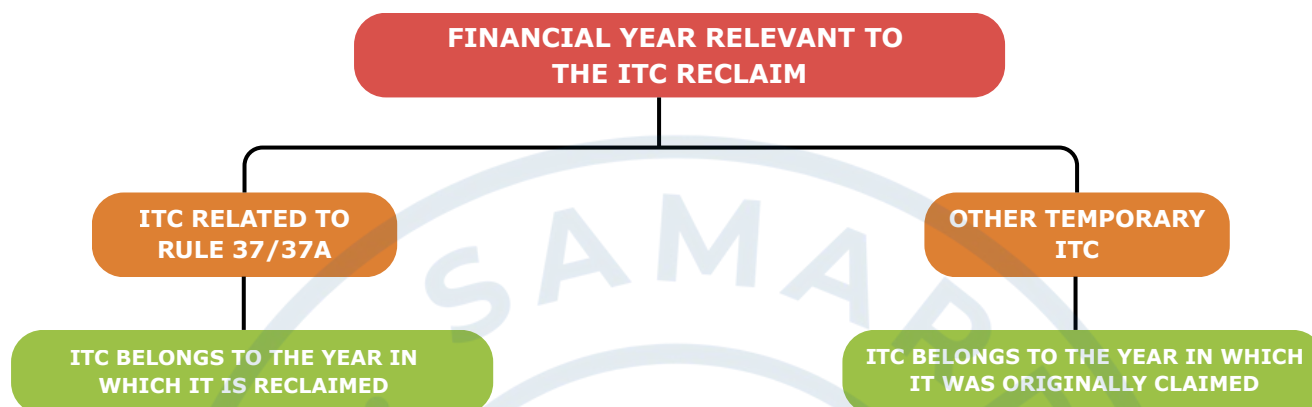 FINANCIAL YEAR RELEVANT TO
THE ITC RECLAIM
ITC RELATED TO
RULE 37/37A
OTHER TEMPORARY
ITC
ITC BELONGS TO THE YEAR IN
WHICH IT IS RECLAIMED
ITC BELONGS TO THE YEAR IN WHICH
IT WAS ORIGINALLY CLAIMED